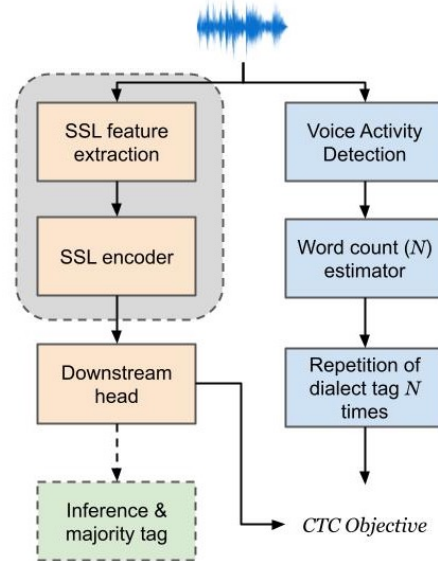 SSL feature
extraction
SSL encoder
Downstream
head
Inference &
majority tag
Voice Activity
Detection
Word count (N)
estimator
Repetition of
dialect tag N
times
CTC Objective